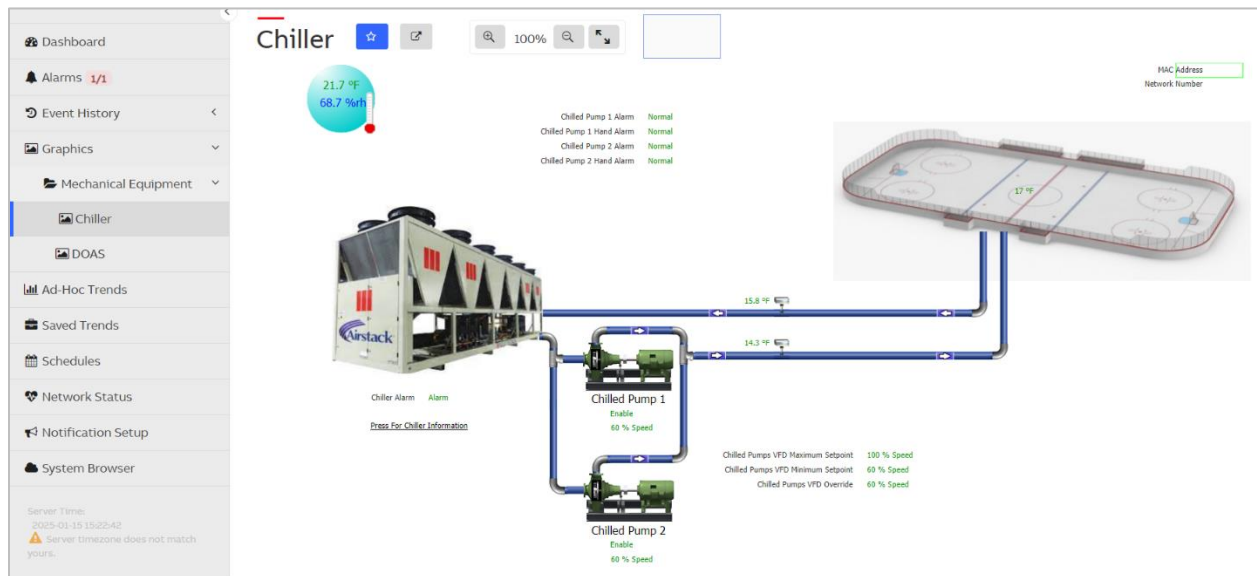 Dashboard
Alarms 1/1
Event History
Graphics
Mechanical Equipment
Chiller
DOAS
Ad-Hoc Trends
Saved Trends
Schedules
Network Status
Notification Setup
System Browser
Server Time:
2025-01-15 15:22:42
Server timezone does not match
yours.
Chiller
100%
21.7 ºF
68.7 %rh
MAC Address
Network Number
Chilled Pump 1 Alarm Normal
Chilled Pump 1 Hand Alarm Normal
Chilled Pump 2 Alarm Normal
Chilled Pump 2 Hand Alarm Normal
17 ºF
15.8 ºF
14.3 ºF
Airstack
Chiller Alarm Alarm
Press For Chiller Information
Chilled Pump 1
Enable
60 % Speed
Chilled Pumps VFD Maximum Setpoint 100 % Speed
Chilled Pumps VFD Minimum Setpoint 60 % Speed
Chilled Pumps VFD Override 60 % Speed
Chilled Pump 2
Enable
60 % Speed